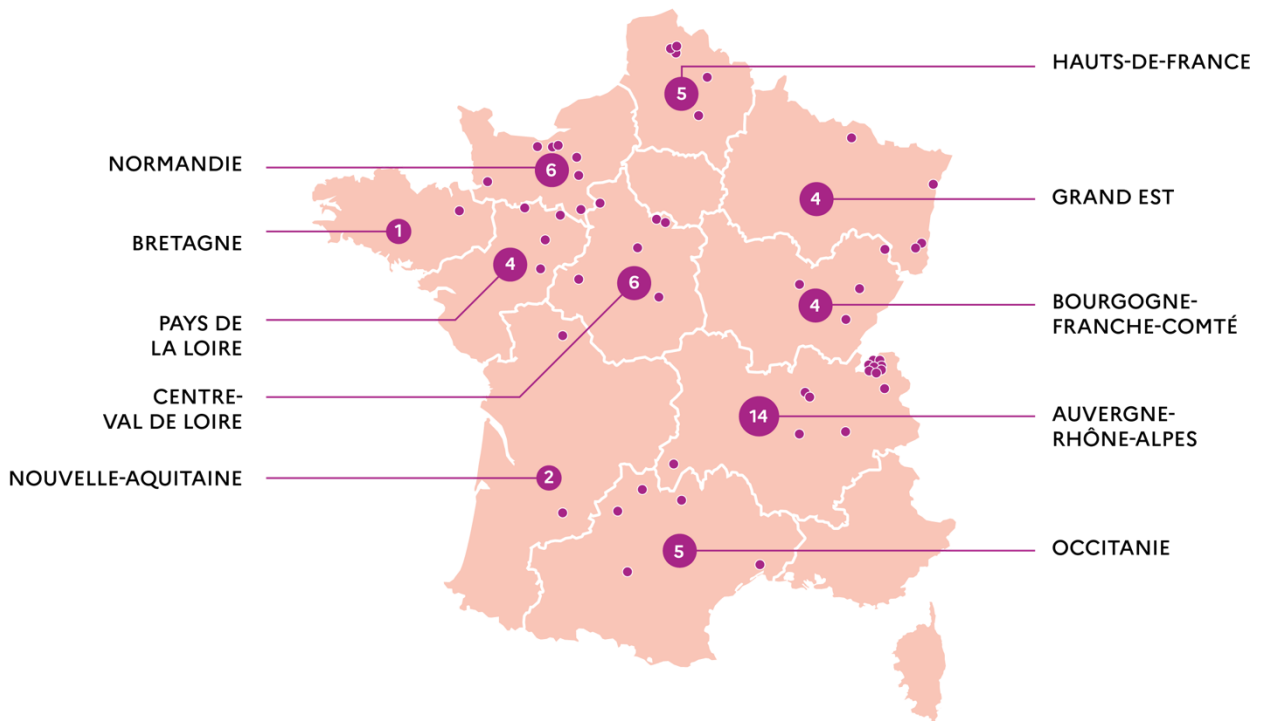 HAUTS-DE-FRANCE
5
NORMANDIE
6
GRAND EST
4
BRETAGNE
1
PAYS DE
LA LOIRE
4
BOURGOGNE-
FRANCHE-COMTÉ
4
CENTRE-
VAL DE LOIRE
6
AUVERGNE-
RHÔNE-ALPES
14
NOUVELLE-AQUITAINE
2
OCCITANIE
5